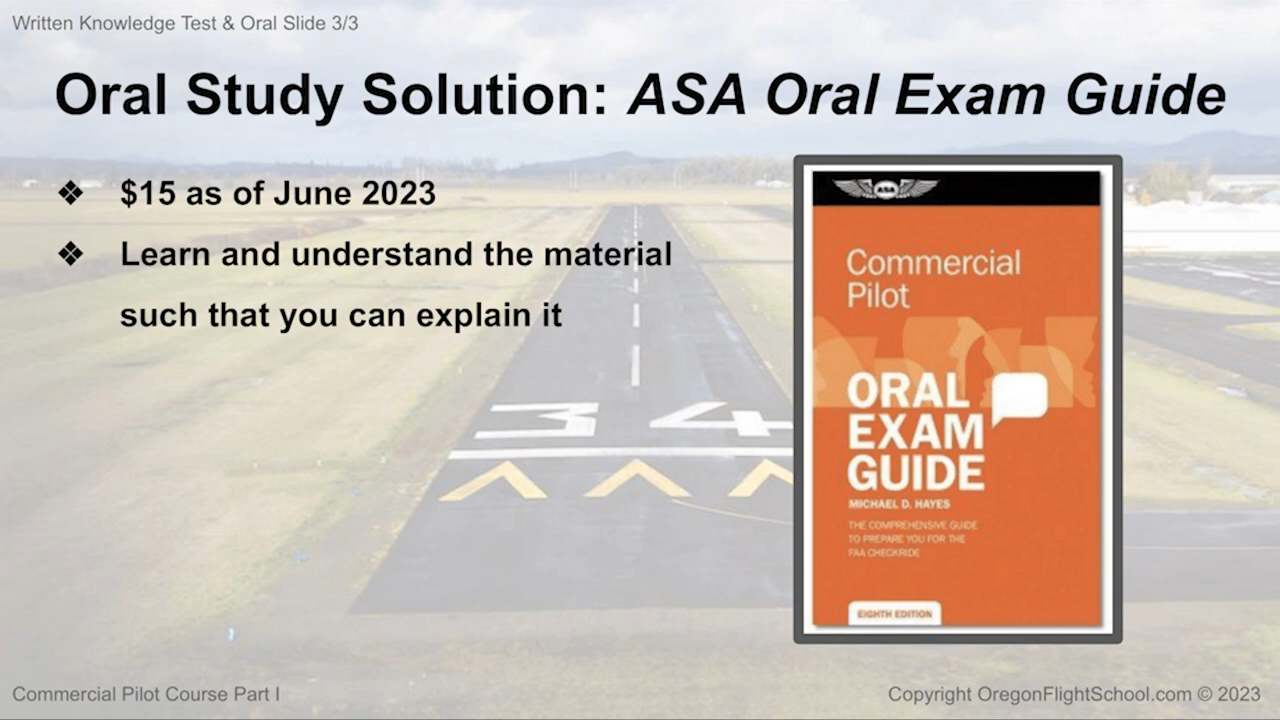 Written Knowledge Test & Oral Slide 3/3
Oral Study Solution: ASA Oral Exam Guide
❖ $15 as of June 2023
❖ Learn and understand the material
such that you can explain it
34
ASA
Commercial
Pilot
ORAL
EXAM
GUIDE
MICHAEL D. HAYES
THE COMPREHENSIVE GUIDE
TO PREPARE YOU FOR THE
FAA CHECKRIDE
EIGHTH EDITION
Commercial Pilot Course Part I
Copyright OregonFlightSchool.com © 2023